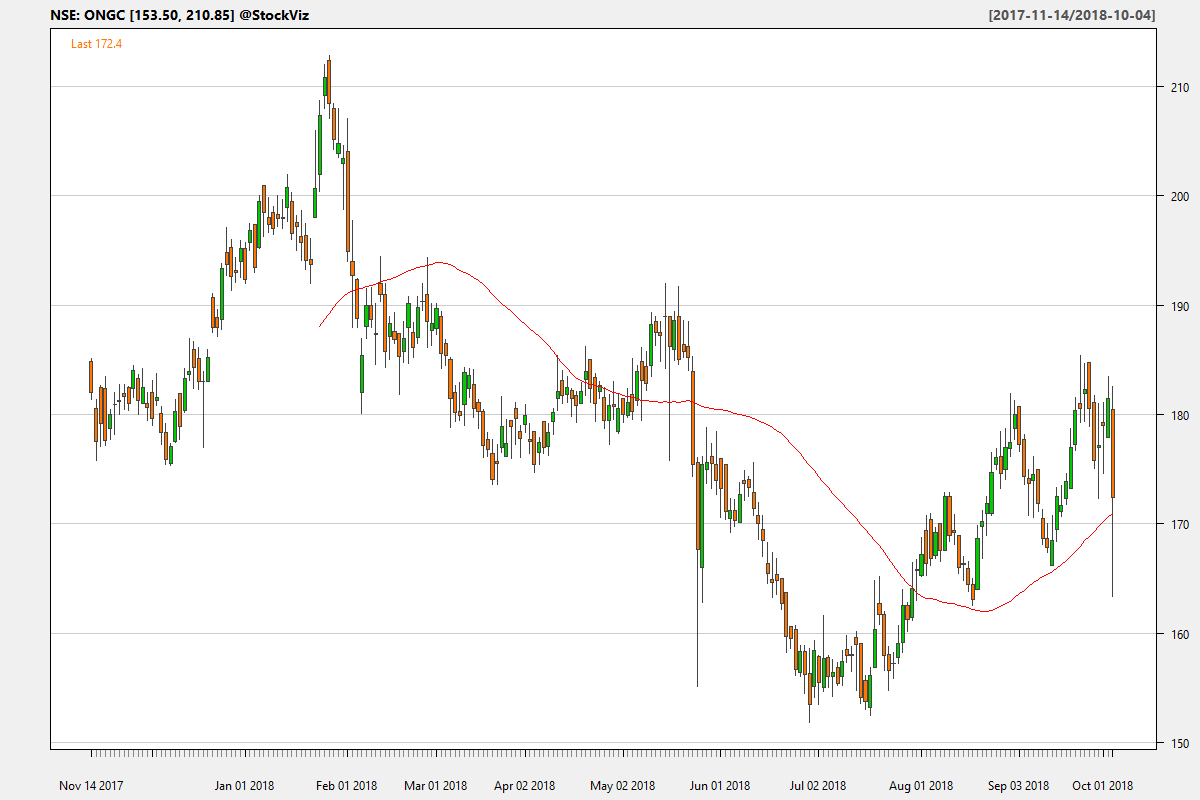 NSE: ONGC [153.50, 210.85] @StockViz
[2017-11-14/2018-10-04]
Last 172.4
210
200
190
180
170
160
150
Nov 14 2017
Jan 01 2018
Feb 01 2018
Mar 01 2018
Apr 02 2018
May 02 2018
Jun 01 2018
Jul 02 2018
Aug 01 2018
Sep 03 2018
Oct 01 2018